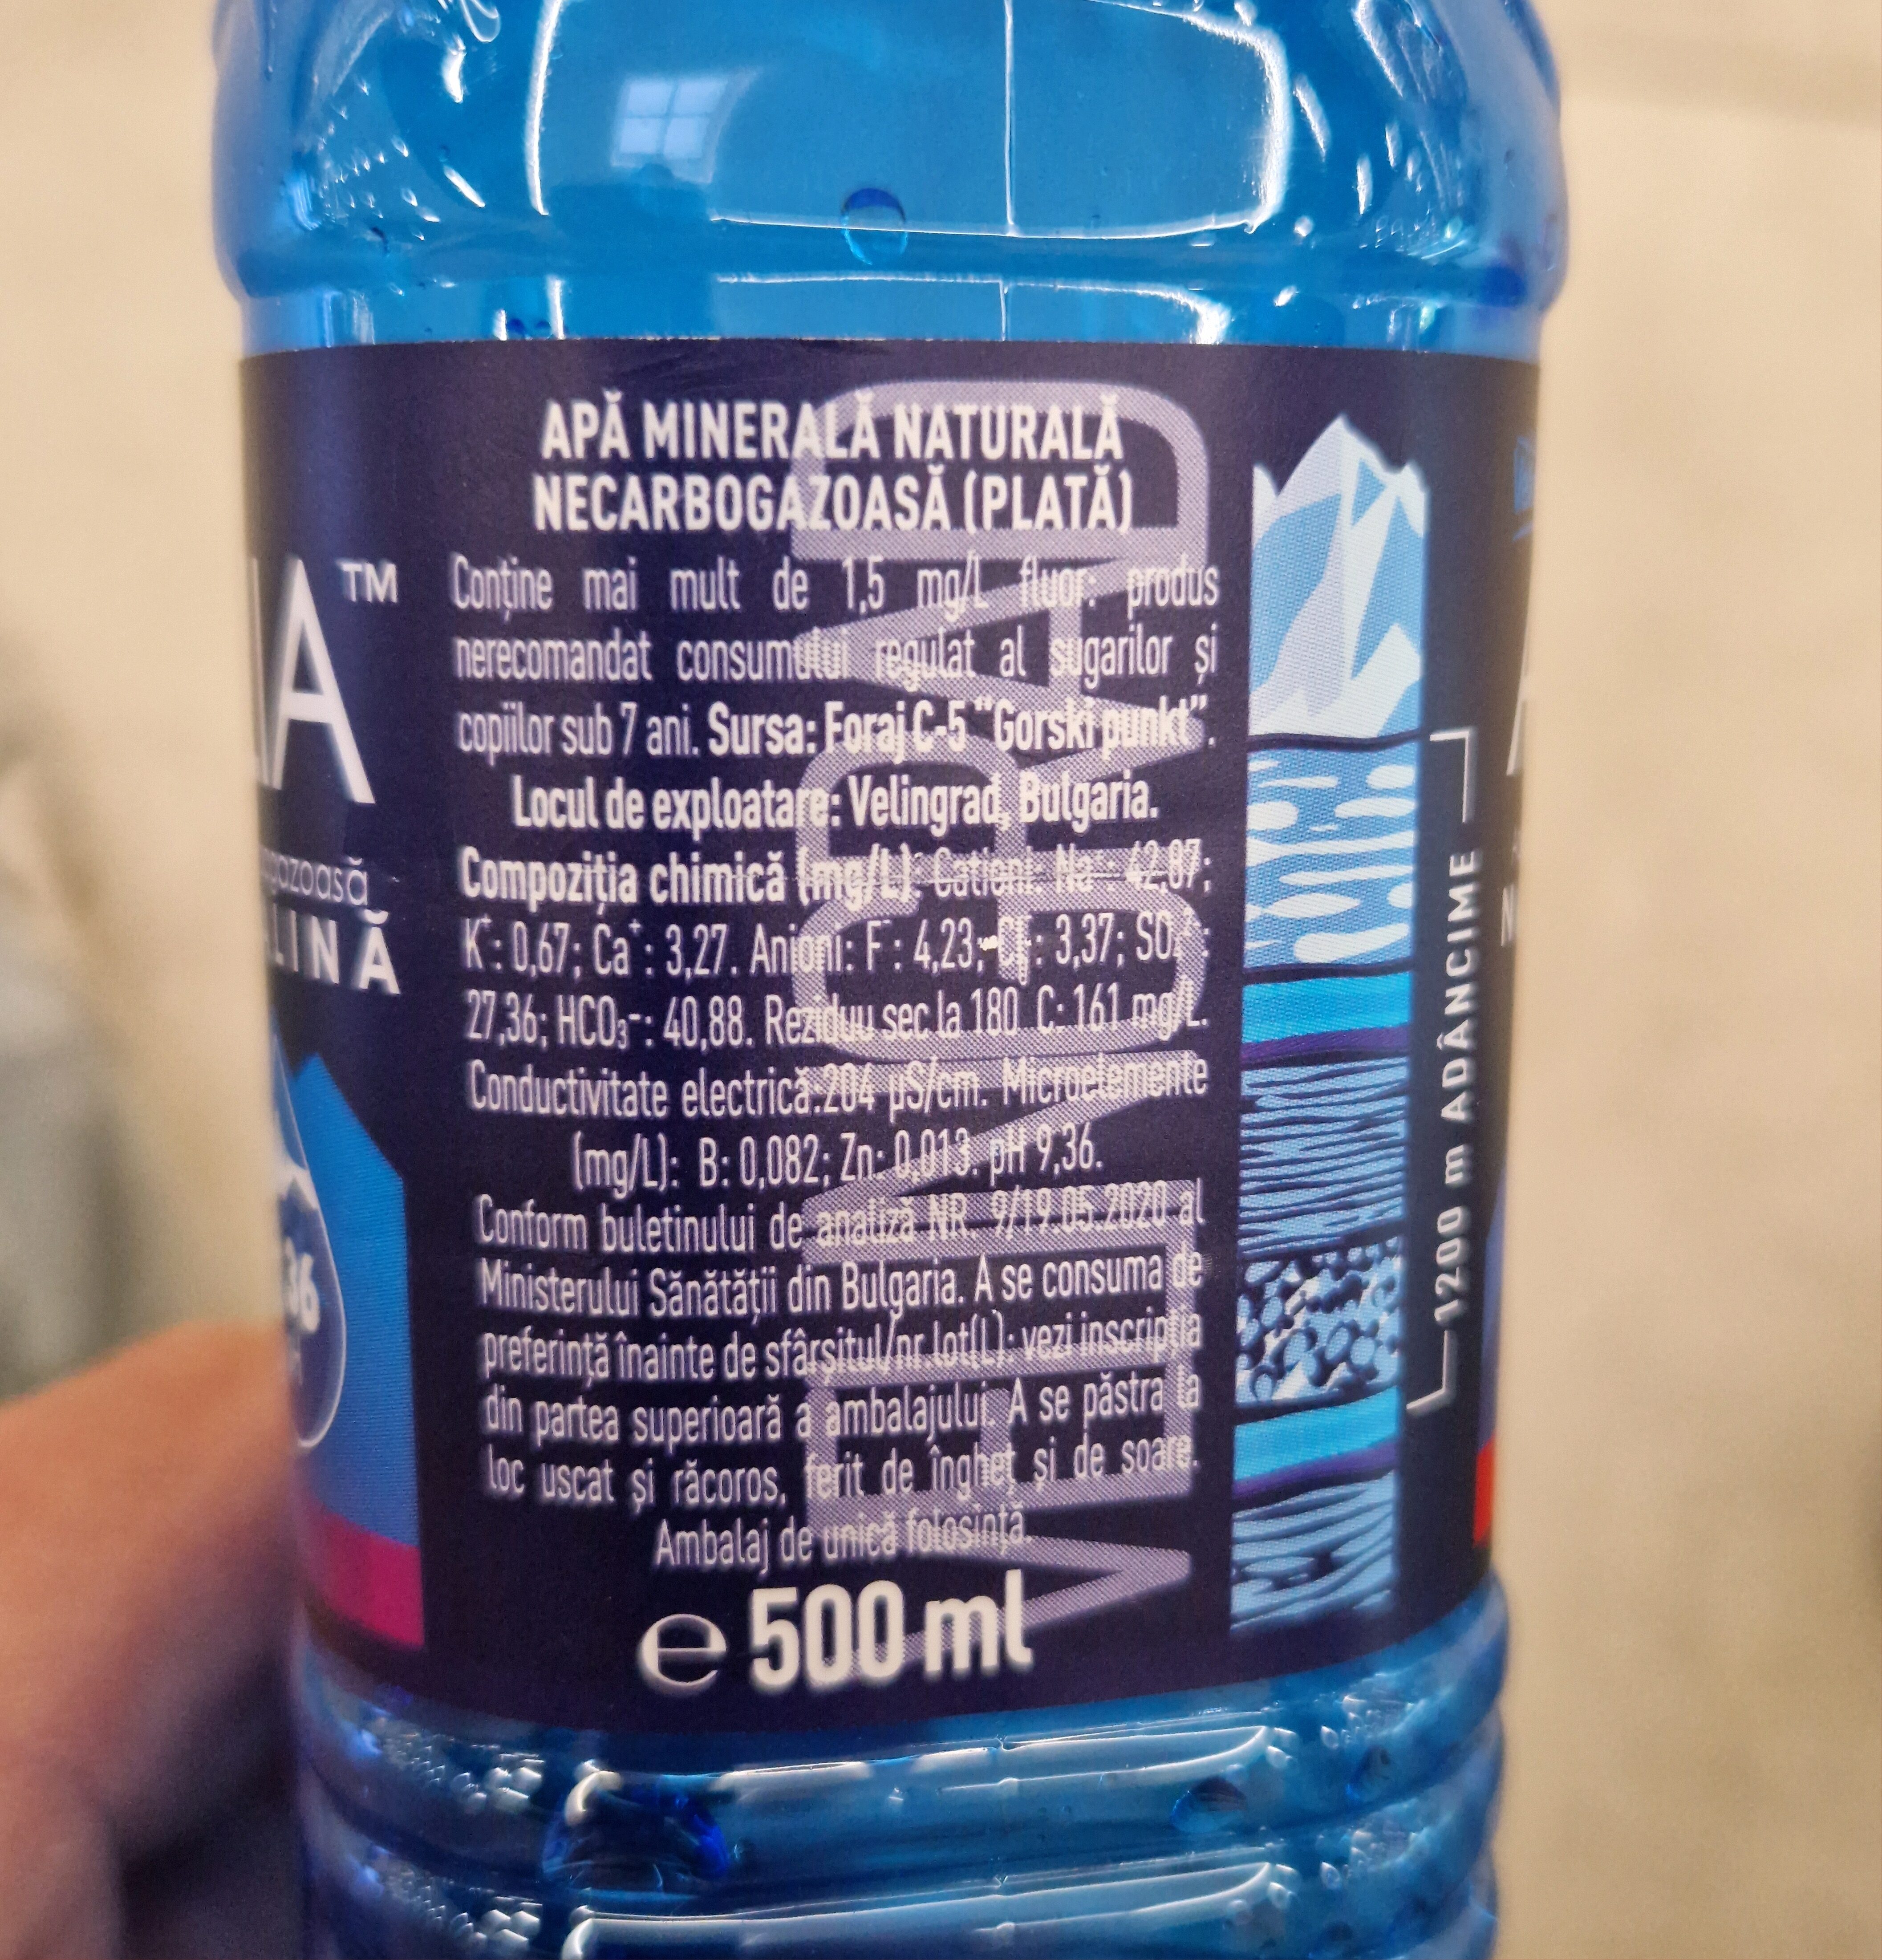 APĂ MINERALĂ NATURALĂ
NECARBOGAZOASĂ (PLATĂ)
Conține mai mult de 1,5 mg/L fluor: produs
nerecomandat consumului regulat al sugarilor și
copiilor sub 7 ani. Sursa: Foraj C-5 "Gorski punkt".
Locul de exploatare: Velingrad, Bulgaria.
Compoziția chimică (mg/L): Cationi: Na⁺: 42,87;
K⁺: 0,67; Ca⁺: 3,27. Anioni: F⁻: 4,23; Cl⁻: 3,37; SO₄²⁻:
27,36; HCO₃⁻: 40,88. Reziduu sec la 180 C: 161 mg/L.
Conductivitate electrică:204 µS/cm. Microelemente
(mg/L): B: 0,082; Zn: 0,013. pH 9,36.
Conform buletinului de analiză NR. 9/19.05.2020 al
Ministerului Sănătății din Bulgaria. A se consuma de
preferință înainte de sfârșitul/nr.lot(L): vezi inscripția
din partea superioară a ambalajului. A se păstra la
loc uscat și răcoros, ferit de îngheț și de soare.
Ambalaj de unică folosință.
℮ 500 ml
VELINGRAD
1200 m ADÂNCIME
™